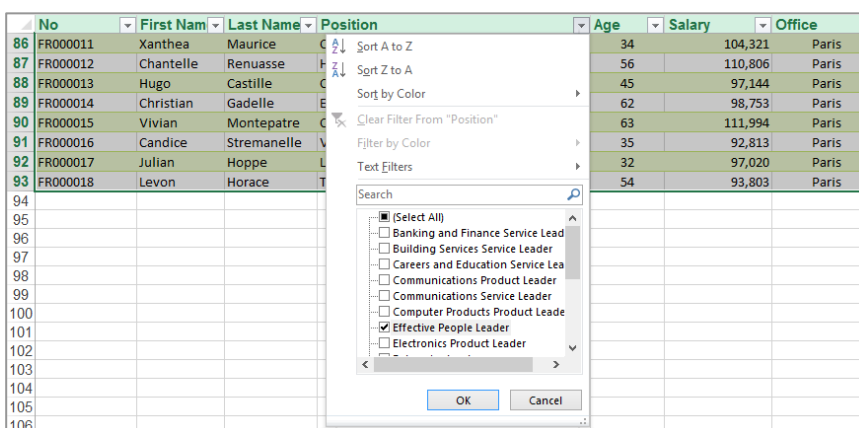 No First Nam Last Name Position Age Salary Office
86 FR000011 Xanthea Maurice 34 104,321 Paris
87 FR000012 Chantelle Renuasse 56 110,806 Paris
88 FR000013 Hugo Castille 45 97,144 Paris
89 FR000014 Christian Gadelle E 62 98,753 Paris
90 FR000015 Vivian Montepatre 63 111,994 Paris
91 FR000016 Candice Stremanelle V 35 92,813 Paris
92 FR000017 Julian Hoppe L 32 97,020 Paris
93 FR000018 Levon Horace T 54 93,803 Paris
94
95
96
97
98
99
100
101
102
103
104
105
106
Sort A to Z
Sort Z to A
Sort by Color
Clear Filter From "Position"
Filter by Color
Text Filters
Search
(Select All)
Banking and Finance Service Lead
Building Services Service Leader
Careers and Education Service Lea
Communications Product Leader
Communications Service Leader
Computer Products Product Leade
Effective People Leader
Electronics Product Leader
OK Cancel